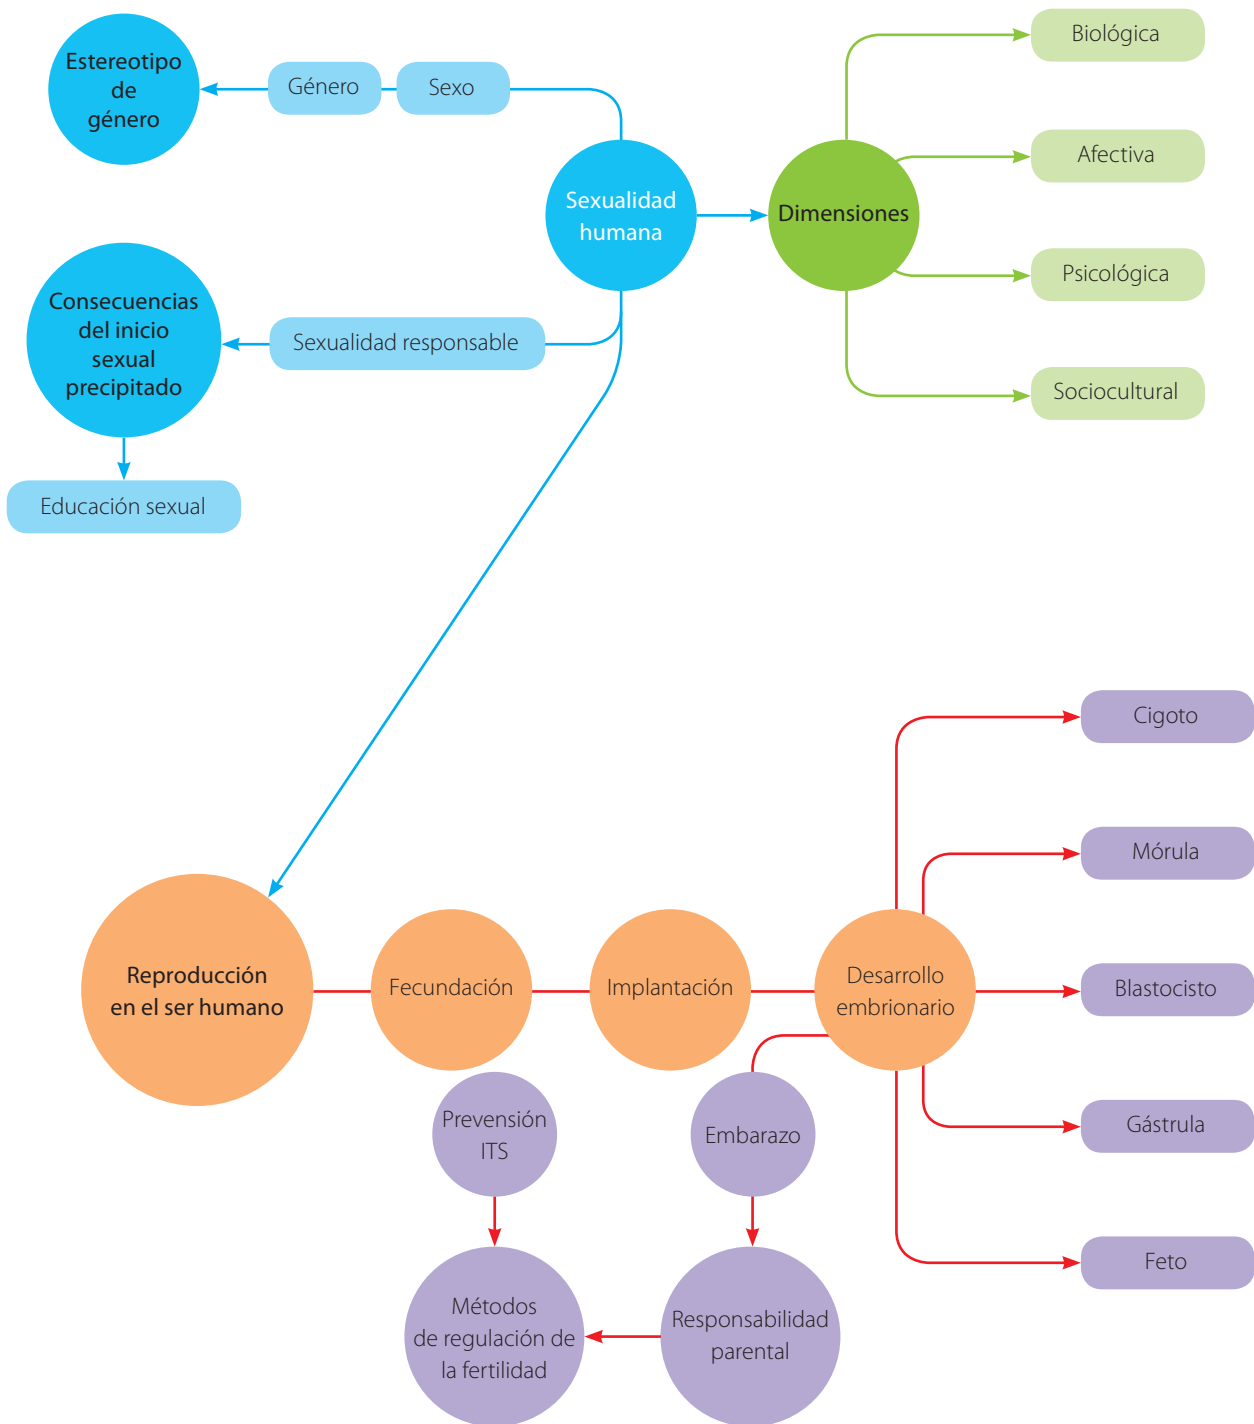 Estereotipo
de
género
Género
Sexo
Sexualidad
humana
Dimensiones
Biológica
Afectiva
Psicológica
Sociocultural
Consecuencias
del inicio
sexual
precipitado
Sexualidad responsable
Educación sexual
Reproducción
en el ser humano
Fecundación
Implantación
Desarrollo
embrionario
Cigoto
Mórula
Blastocisto
Gástrula
Feto
Prevensión
ITS
Embarazo
Métodos
de regulación de
la fertilidad
Responsabilidad
parental